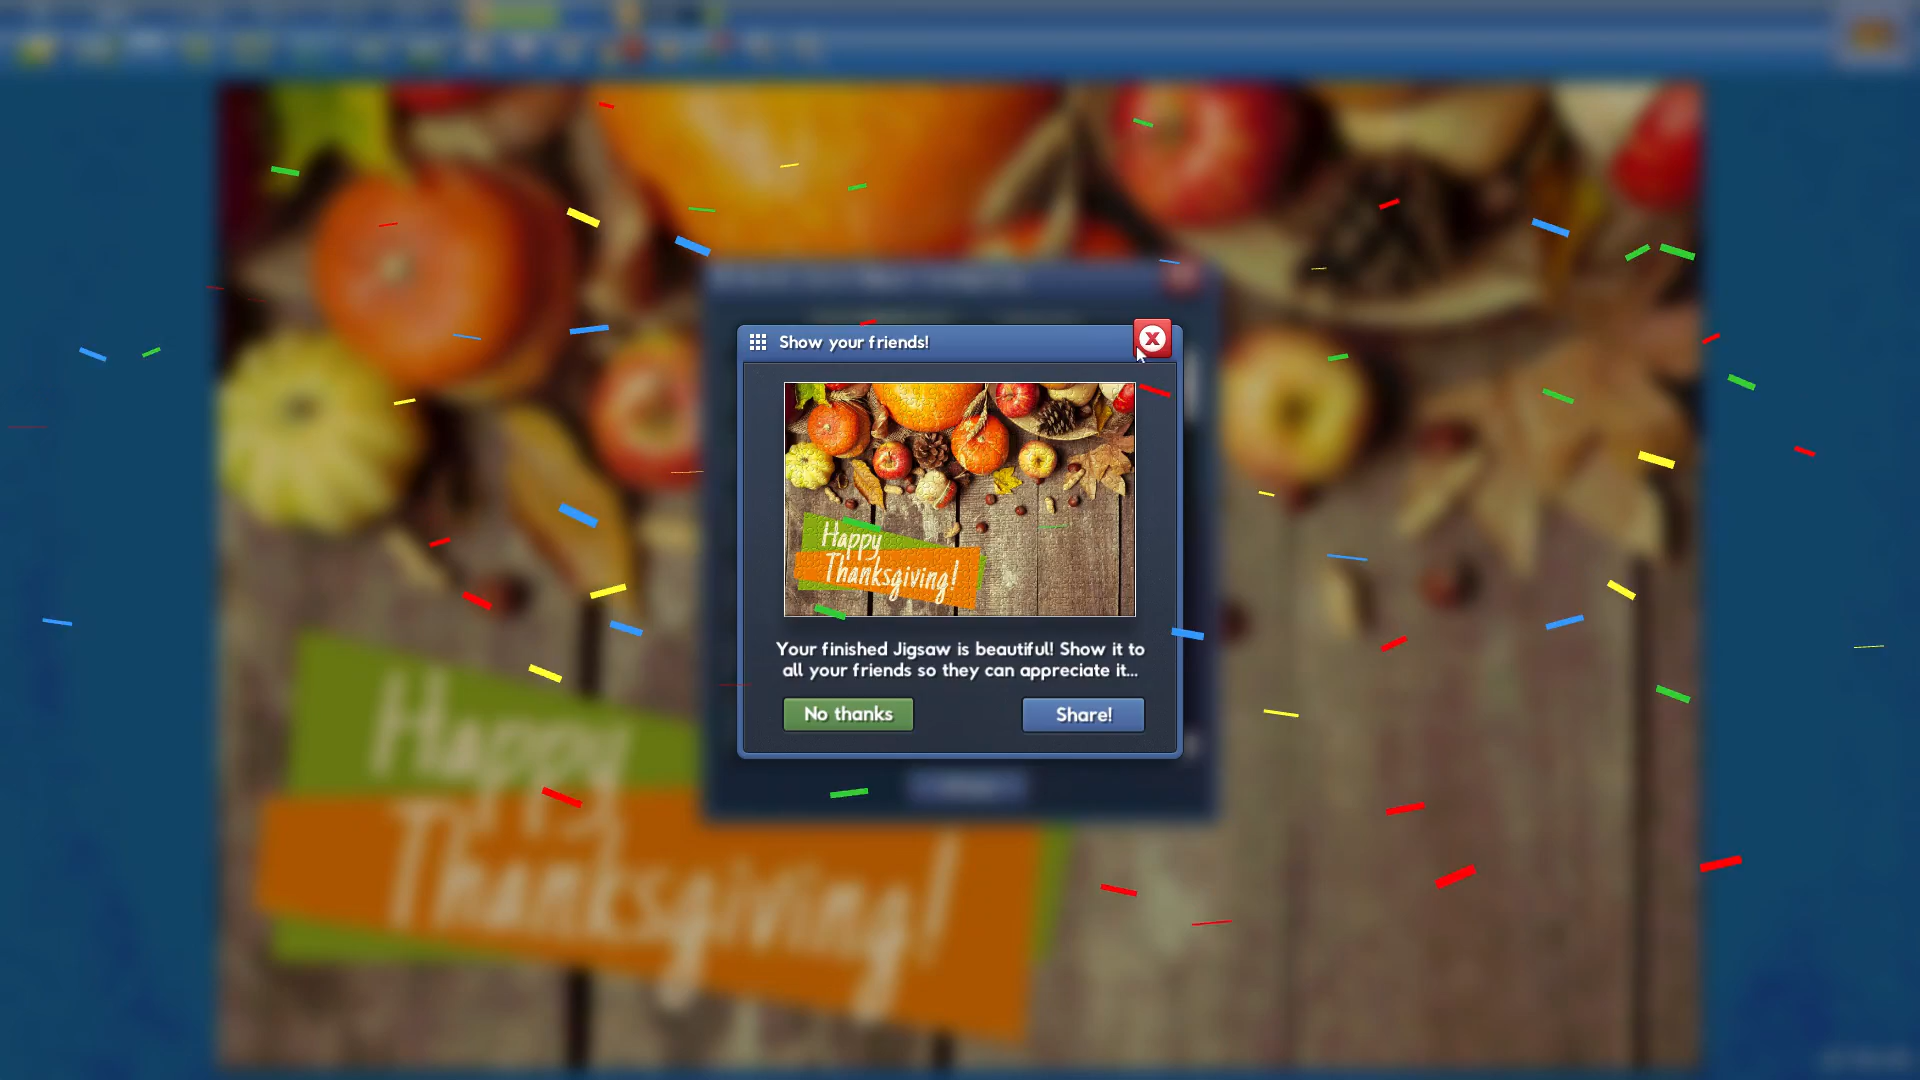 Show your friends!
Happy
Thanksgiving!
Your finished Jigsaw is beautiful! Show it to
all your friends so they can appreciate it...
No thanks
Share!
Happy
Thanksgiving!